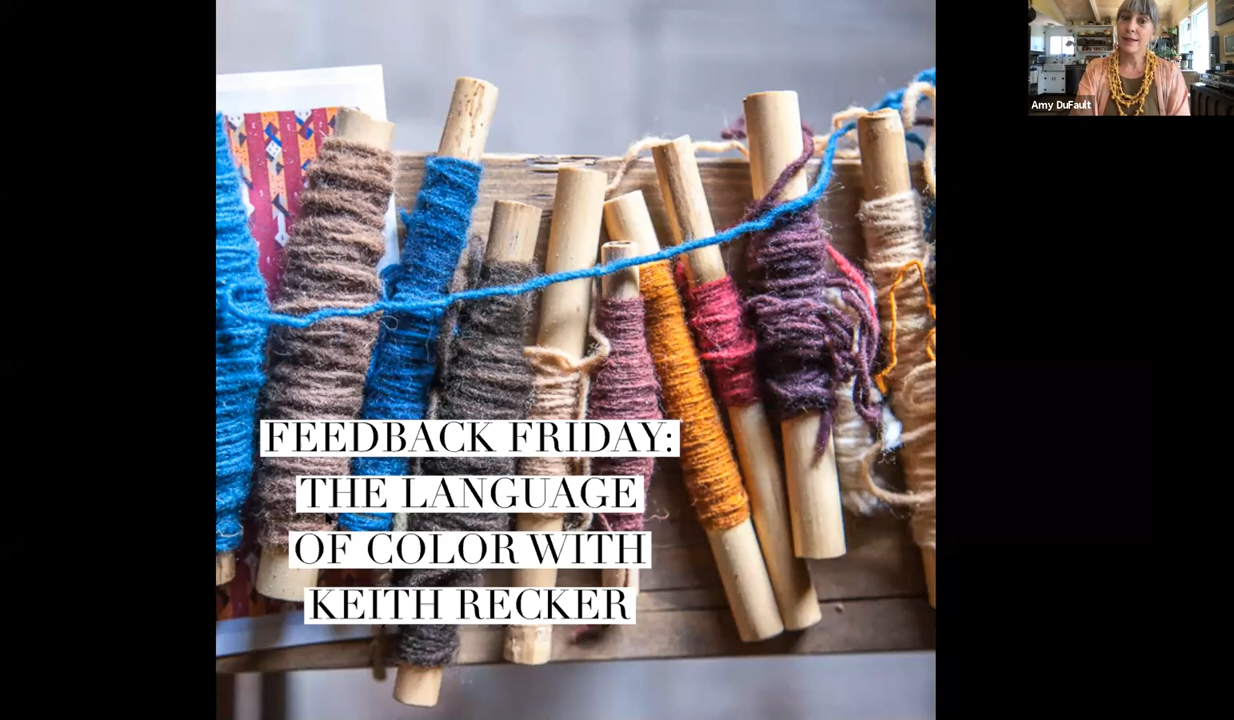 Amy DuFault
FEEDBACK FRIDAY:
THE LANGUAGE
OF COLOR WITH
KEITH RECKER